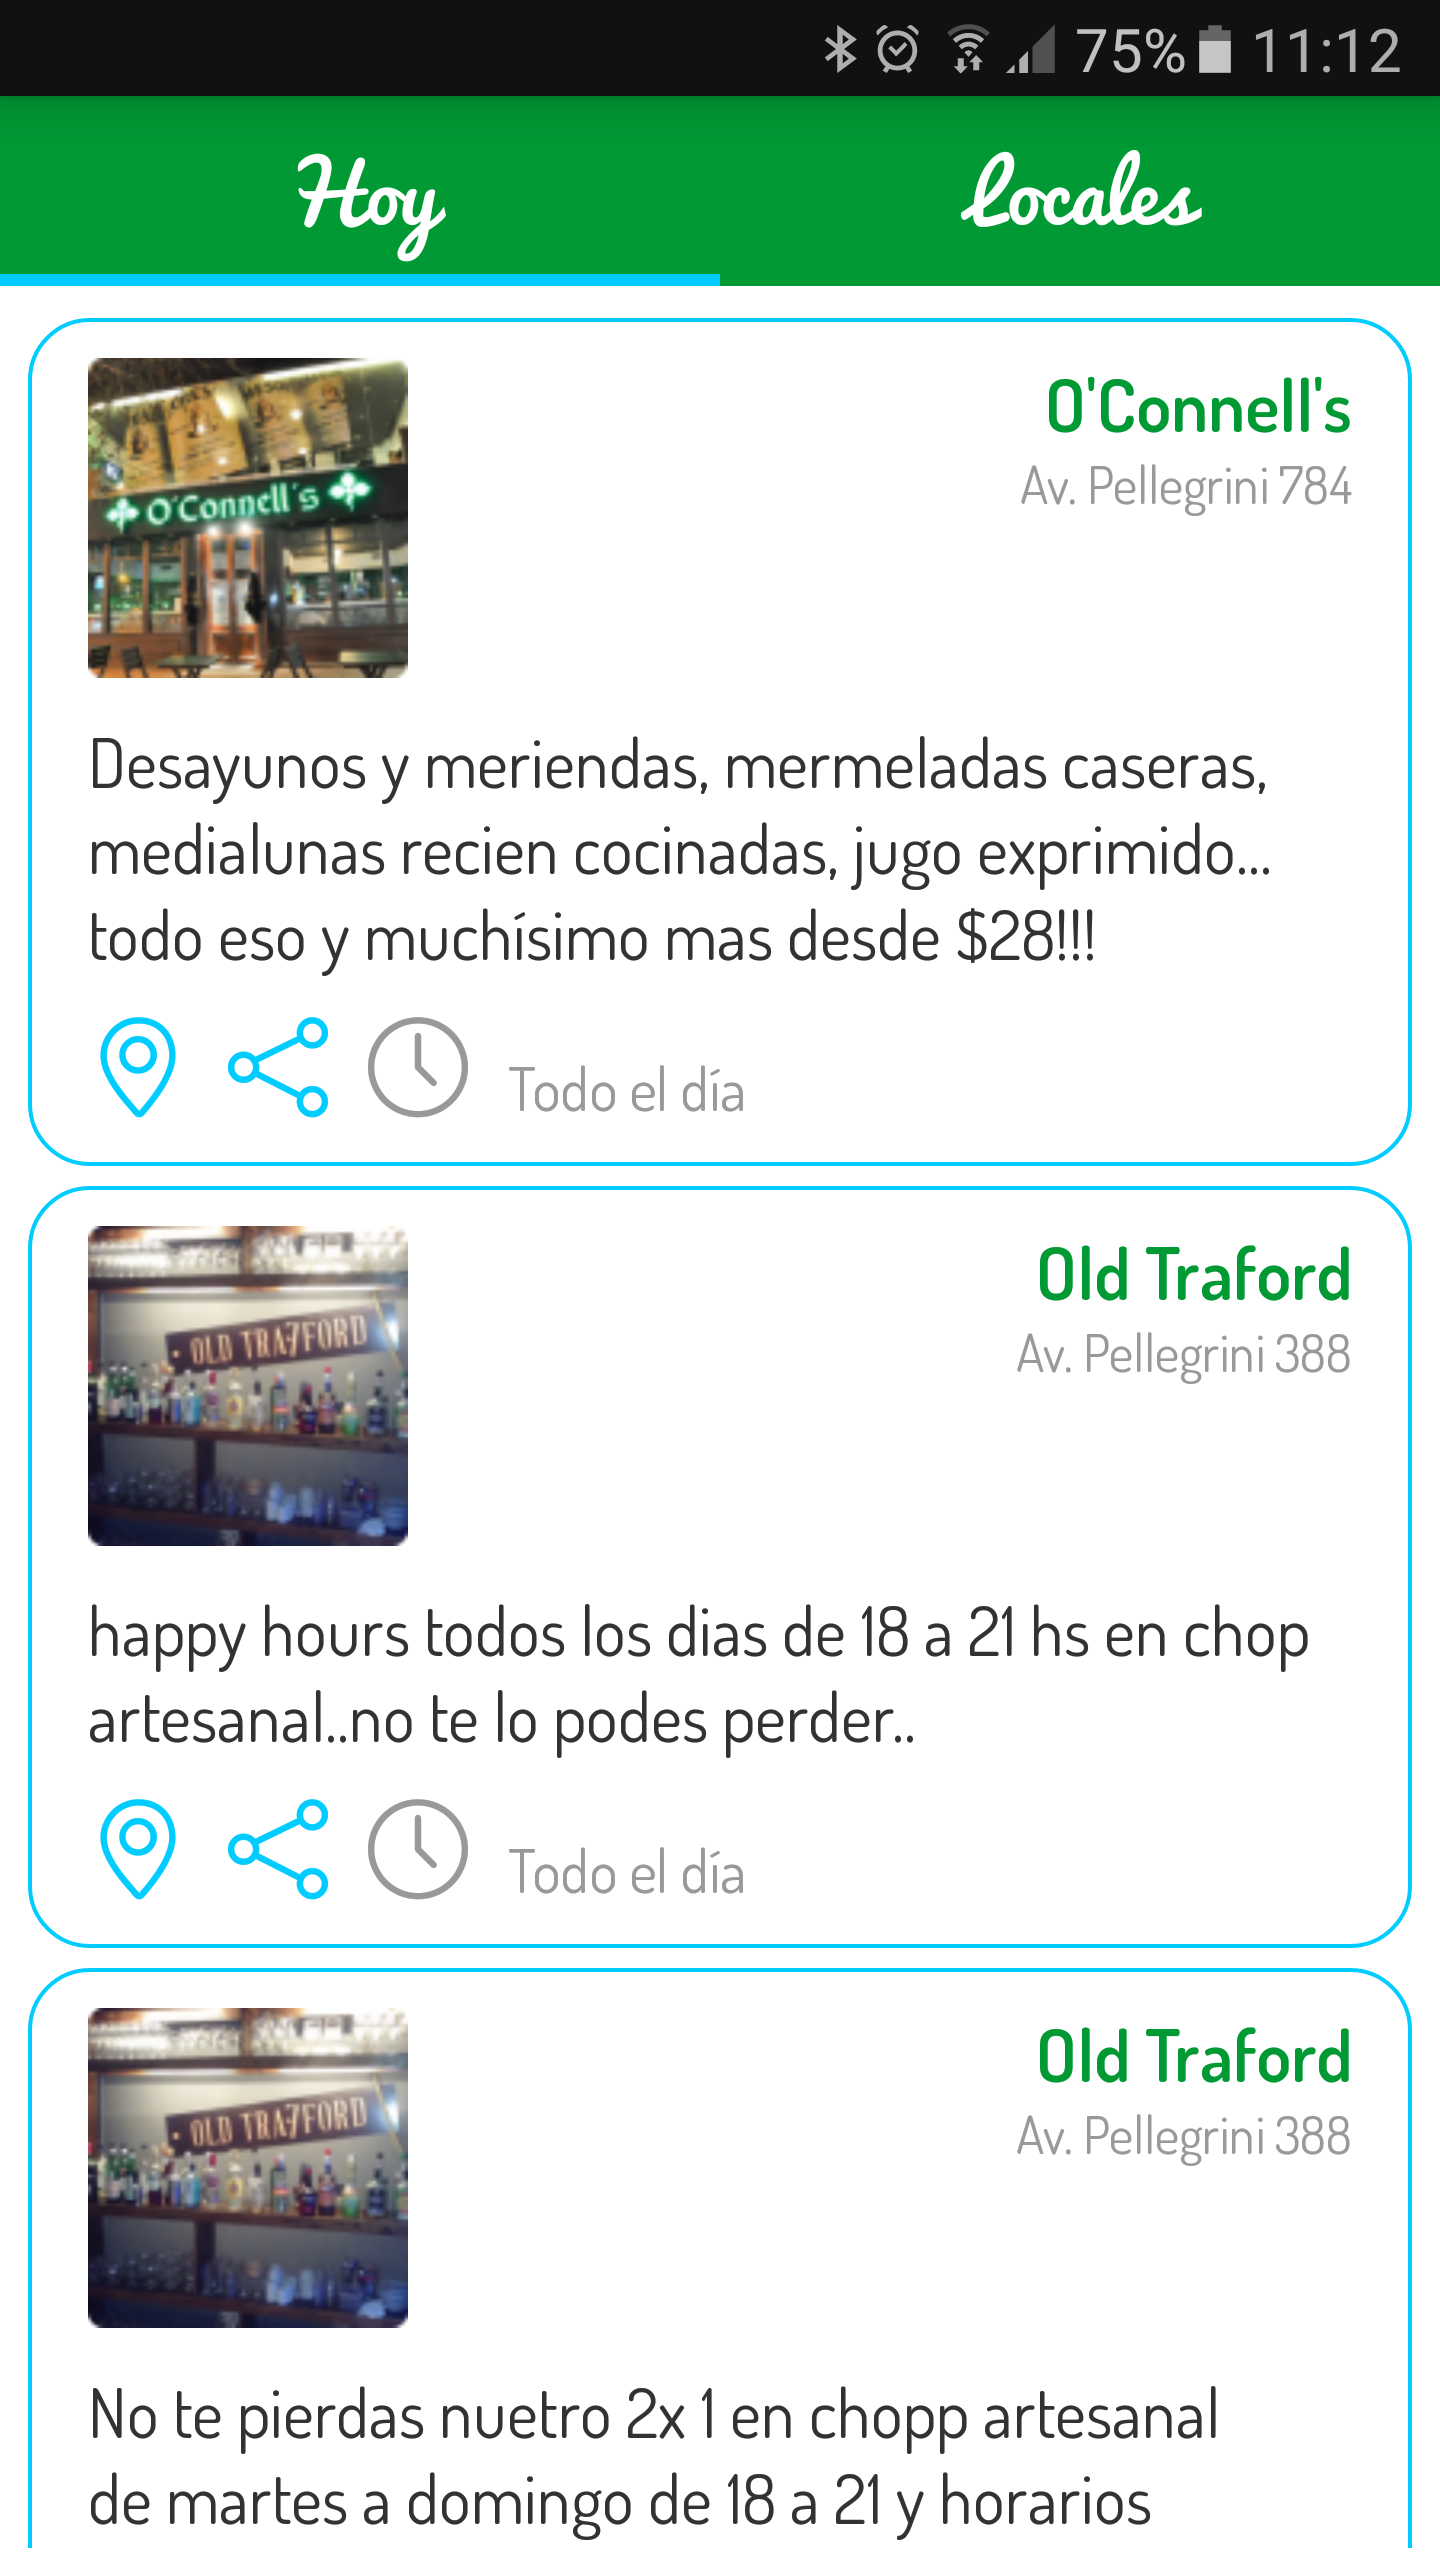 75% 11:12
Hoy Locales
O'Connell's
Av. Pellegrini 784
O'Connell's
Desayunos y meriendas, mermeladas caseras,
medialunas recien cocinadas, jugo exprimido...
todo eso y muchísimo mas desde $28!!!
Todo el día
Old Traford
Av. Pellegrini 388
OLD TRAFFORD
happy hours todos los dias de 18 a 21 hs en chop
artesanal..no te lo podes perder..
Todo el día
Old Traford
Av. Pellegrini 388
OLD TRAFFORD
No te pierdas nuetro 2x 1 en chopp artesanal
de martes a domingo de 18 a 21 y horarios